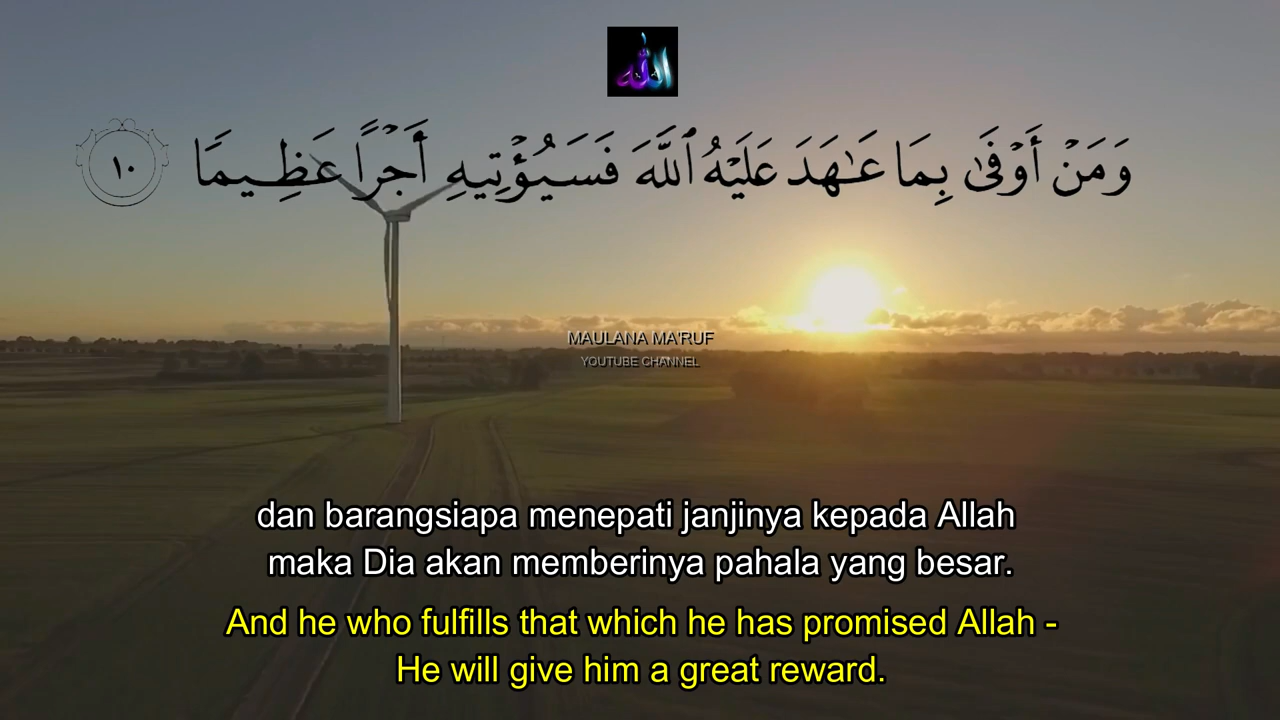 الله
وَمَنْ أَوْفَىٰ بِمَا عَـٰهَدَ عَلَيْهُ ٱللَّهَ فَسَيُؤْتِيهِ أَجْرًا عَظِيمًا ١٠
MAULANA MA'RUF
YOUTUBE CHANNEL
dan barangsiapa menepati janjinya kepada Allah
maka Dia akan memberinya pahala yang besar.
And he who fulfills that which he has promised Allah -
He will give him a great reward.